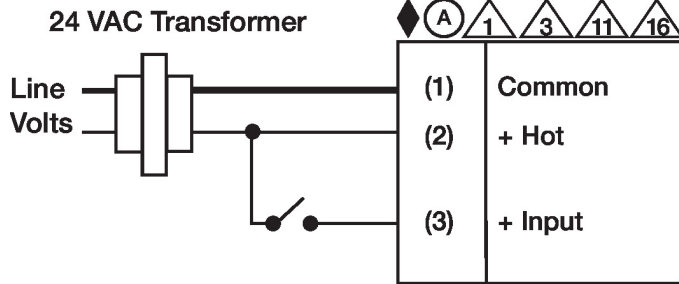 24 VAC Transformer
A 1 3 11 16
Line
Volts
(1) Common
(2) + Hot
(3) + Input